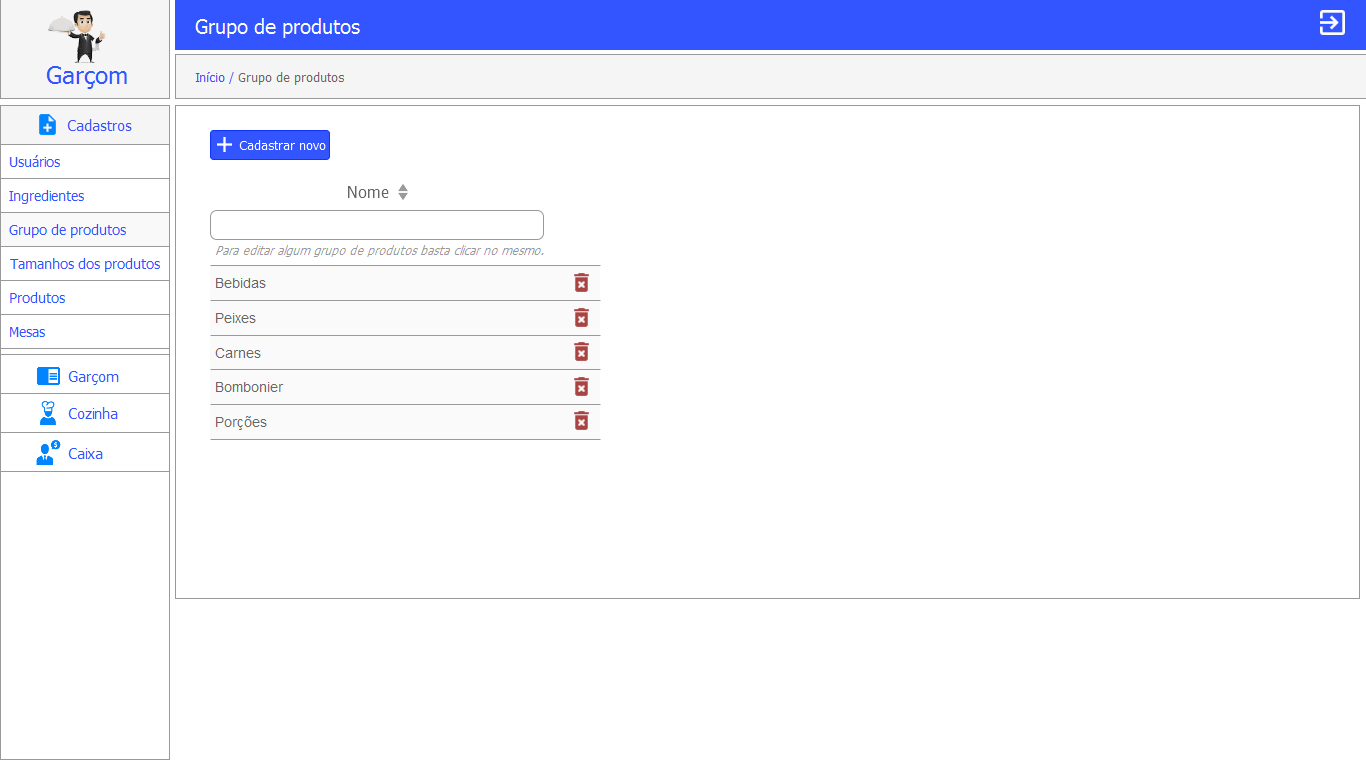 Garçom
Grupo de produtos
Início / Grupo de produtos
Cadastros
Usuários
Ingredientes
Grupo de produtos
Tamanhos dos produtos
Produtos
Mesas
Garçom
Cozinha
Caixa
Cadastrar novo
Nome
Para editar algum grupo de produtos basta clicar no mesmo.
Bebidas
Peixes
Carnes
Bombonier
Porções